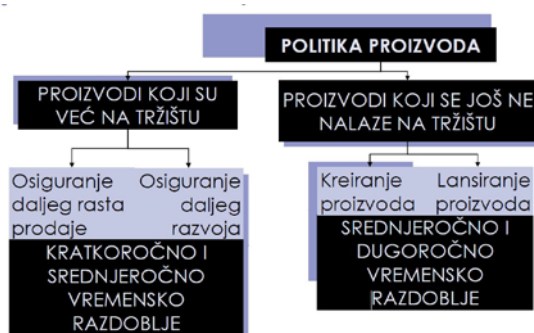 POLITIKA PROIZVODA
PROIZVODI KOJI SU
VEĆ NA TRŽIŠTU
PROIZVODI KOJI SE JOŠ NE
NALAZE NA TRŽIŠTU
Osiguranje
daljeg rasta
prodaje
Osiguranje
daljeg
razvoja
Kreiranje
proizvoda
Lansiranje
proizvoda
KRATKOROČNO I
SREDNJEROČNO
VREMENSKO
RAZDOBLJE
SREDNJEROČNO I
DUGOROČNO
VREMENSKO
RAZDOBLJE